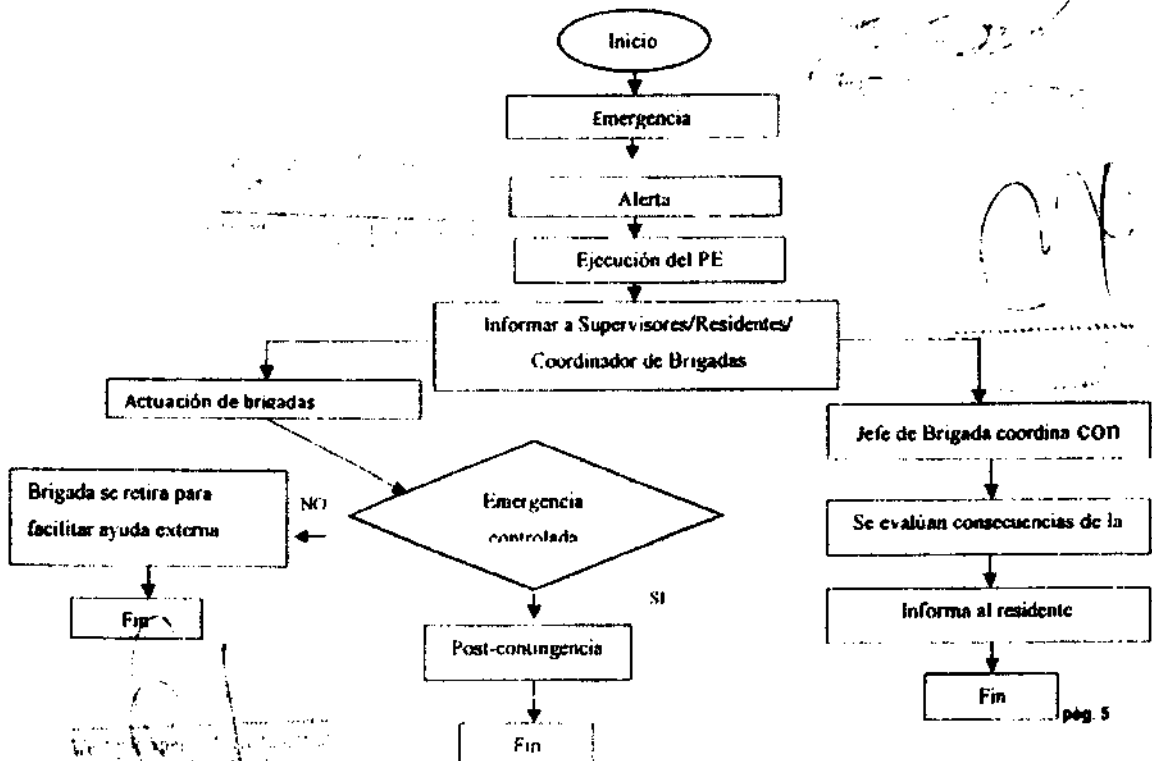 Inicio
Emergencia
Alerta
Ejecución del PE
Informar a Supervisores/Residentes/
Coordinador de Brigadas
Actuación de brigadas
Jefe de Brigada coordina con
Brigada se retira para
facilitar ayuda externa
NO
Emergencia
controlada
Se evalúan consecuencias de la
SI
Informa al residente
Fin
Post-contingencia
Fin
pág. 5
Fin